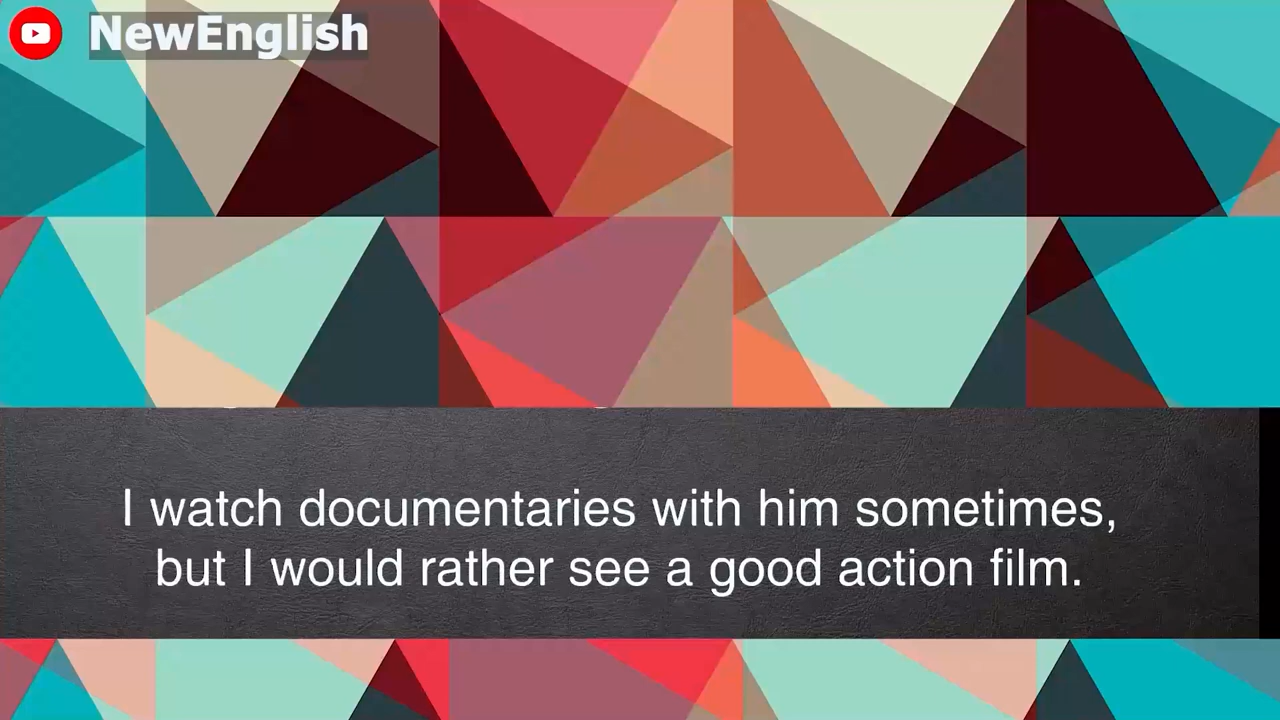 NewEnglish
I watch documentaries with him sometimes,
but I would rather see a good action film.